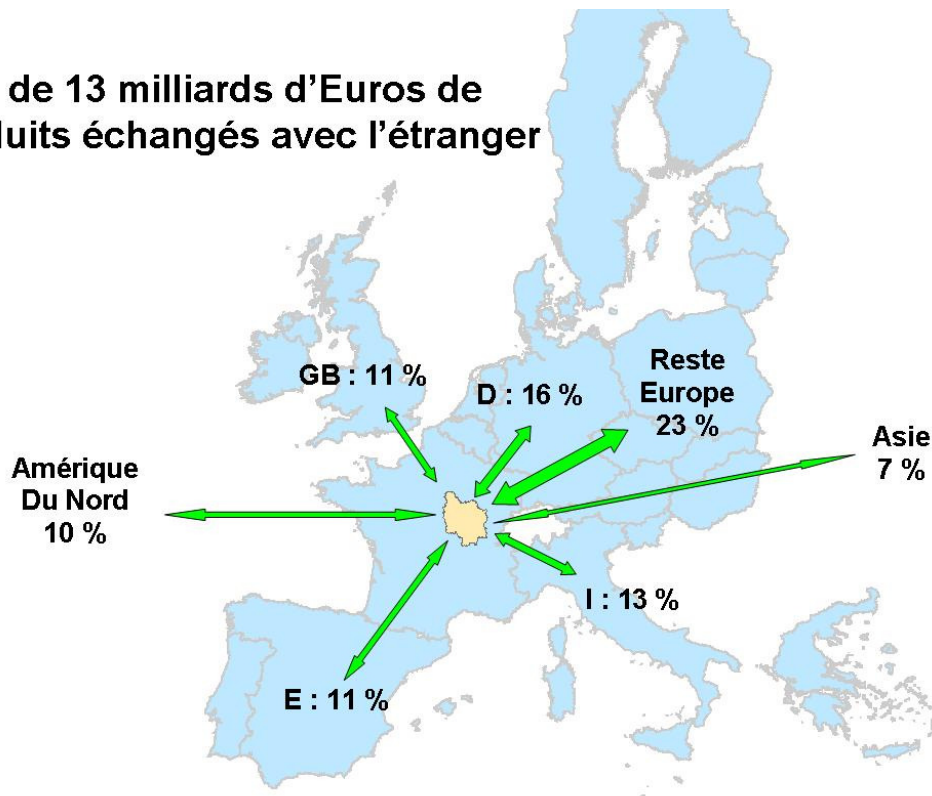 de 13 milliards d'Euros de
duits échangés avec l'étranger
GB : 11 %
D : 16 %
Reste
Europe
23 %
Asie
7 %
Amérique
Du Nord
10 %
I : 13 %
E : 11 %